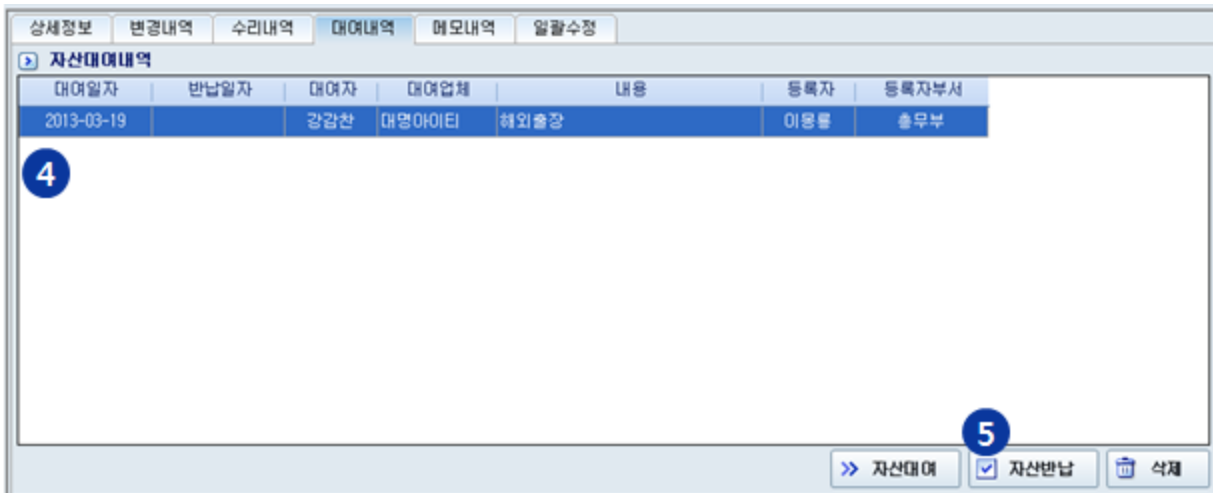 상세정보 변경내역 수리내역 대여내역 메모내역 일괄수정
자산대여내역
대여일자 반납일자 대여자 대여업체 내용 등록자 등록자부서
2013-03-19 강감찬 대명아이티 해외출장 이몽룡 총무부
4
5
자산대여 자산반납 삭제